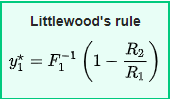 Littlewood's rule
y₁* = F₁⁻¹ (1 − R₂/R₁)